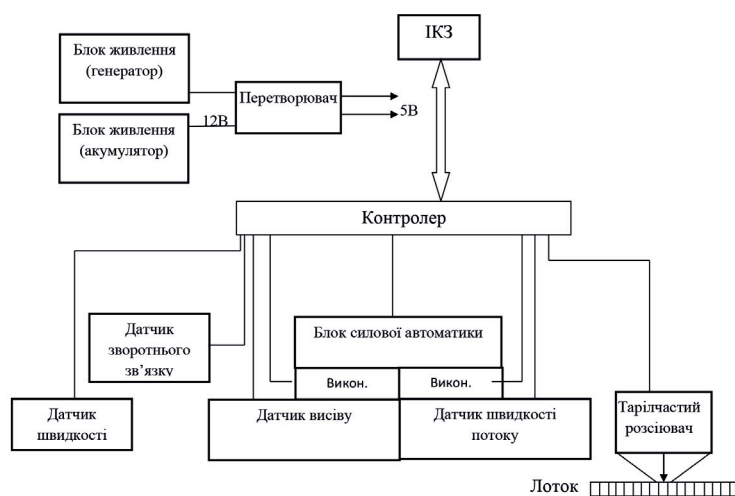 Блок живлення
(генератор)
ІКЗ
Перетворювач
12В
5В
Блок живлення
(акумулятор)
Контролер
Датчик
зворотнього
зв’язку
Блок силової автоматики
Викон.
Викон.
Датчик
швидкості
Датчик висіву
Датчик швидкості
потоку
Тарілчастий
розсіювач
Лоток